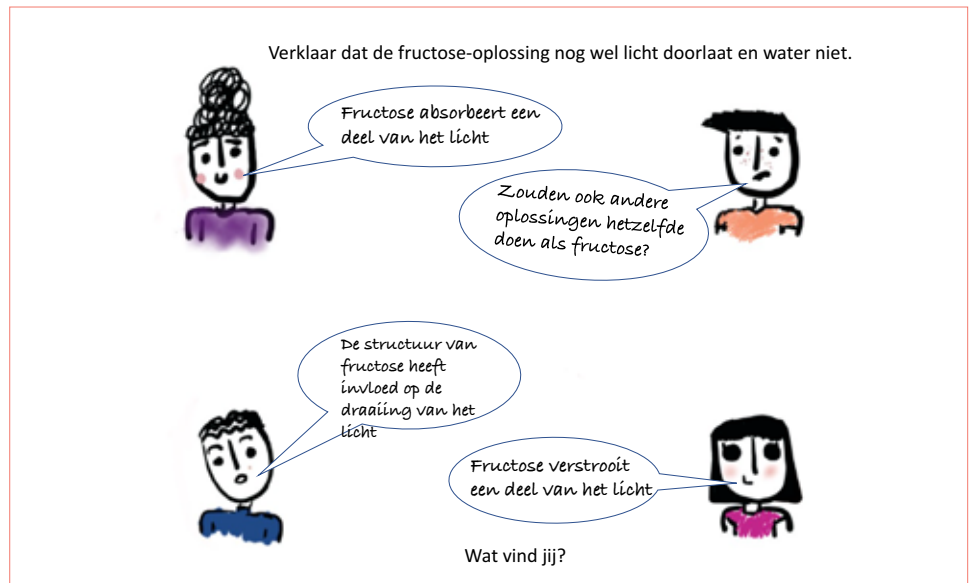 Verklaar dat de fructose-oplossing nog wel licht doorlaat en water niet.
Fructose absorbeert een
deel van het licht
Zouden ook andere
oplossingen hetzelfde
doen als fructose?
De structuur van
fructose heeft
invloed op de
draaiing van het
licht
Fructose verstrooit
een deel van het licht
Wat vind jij?